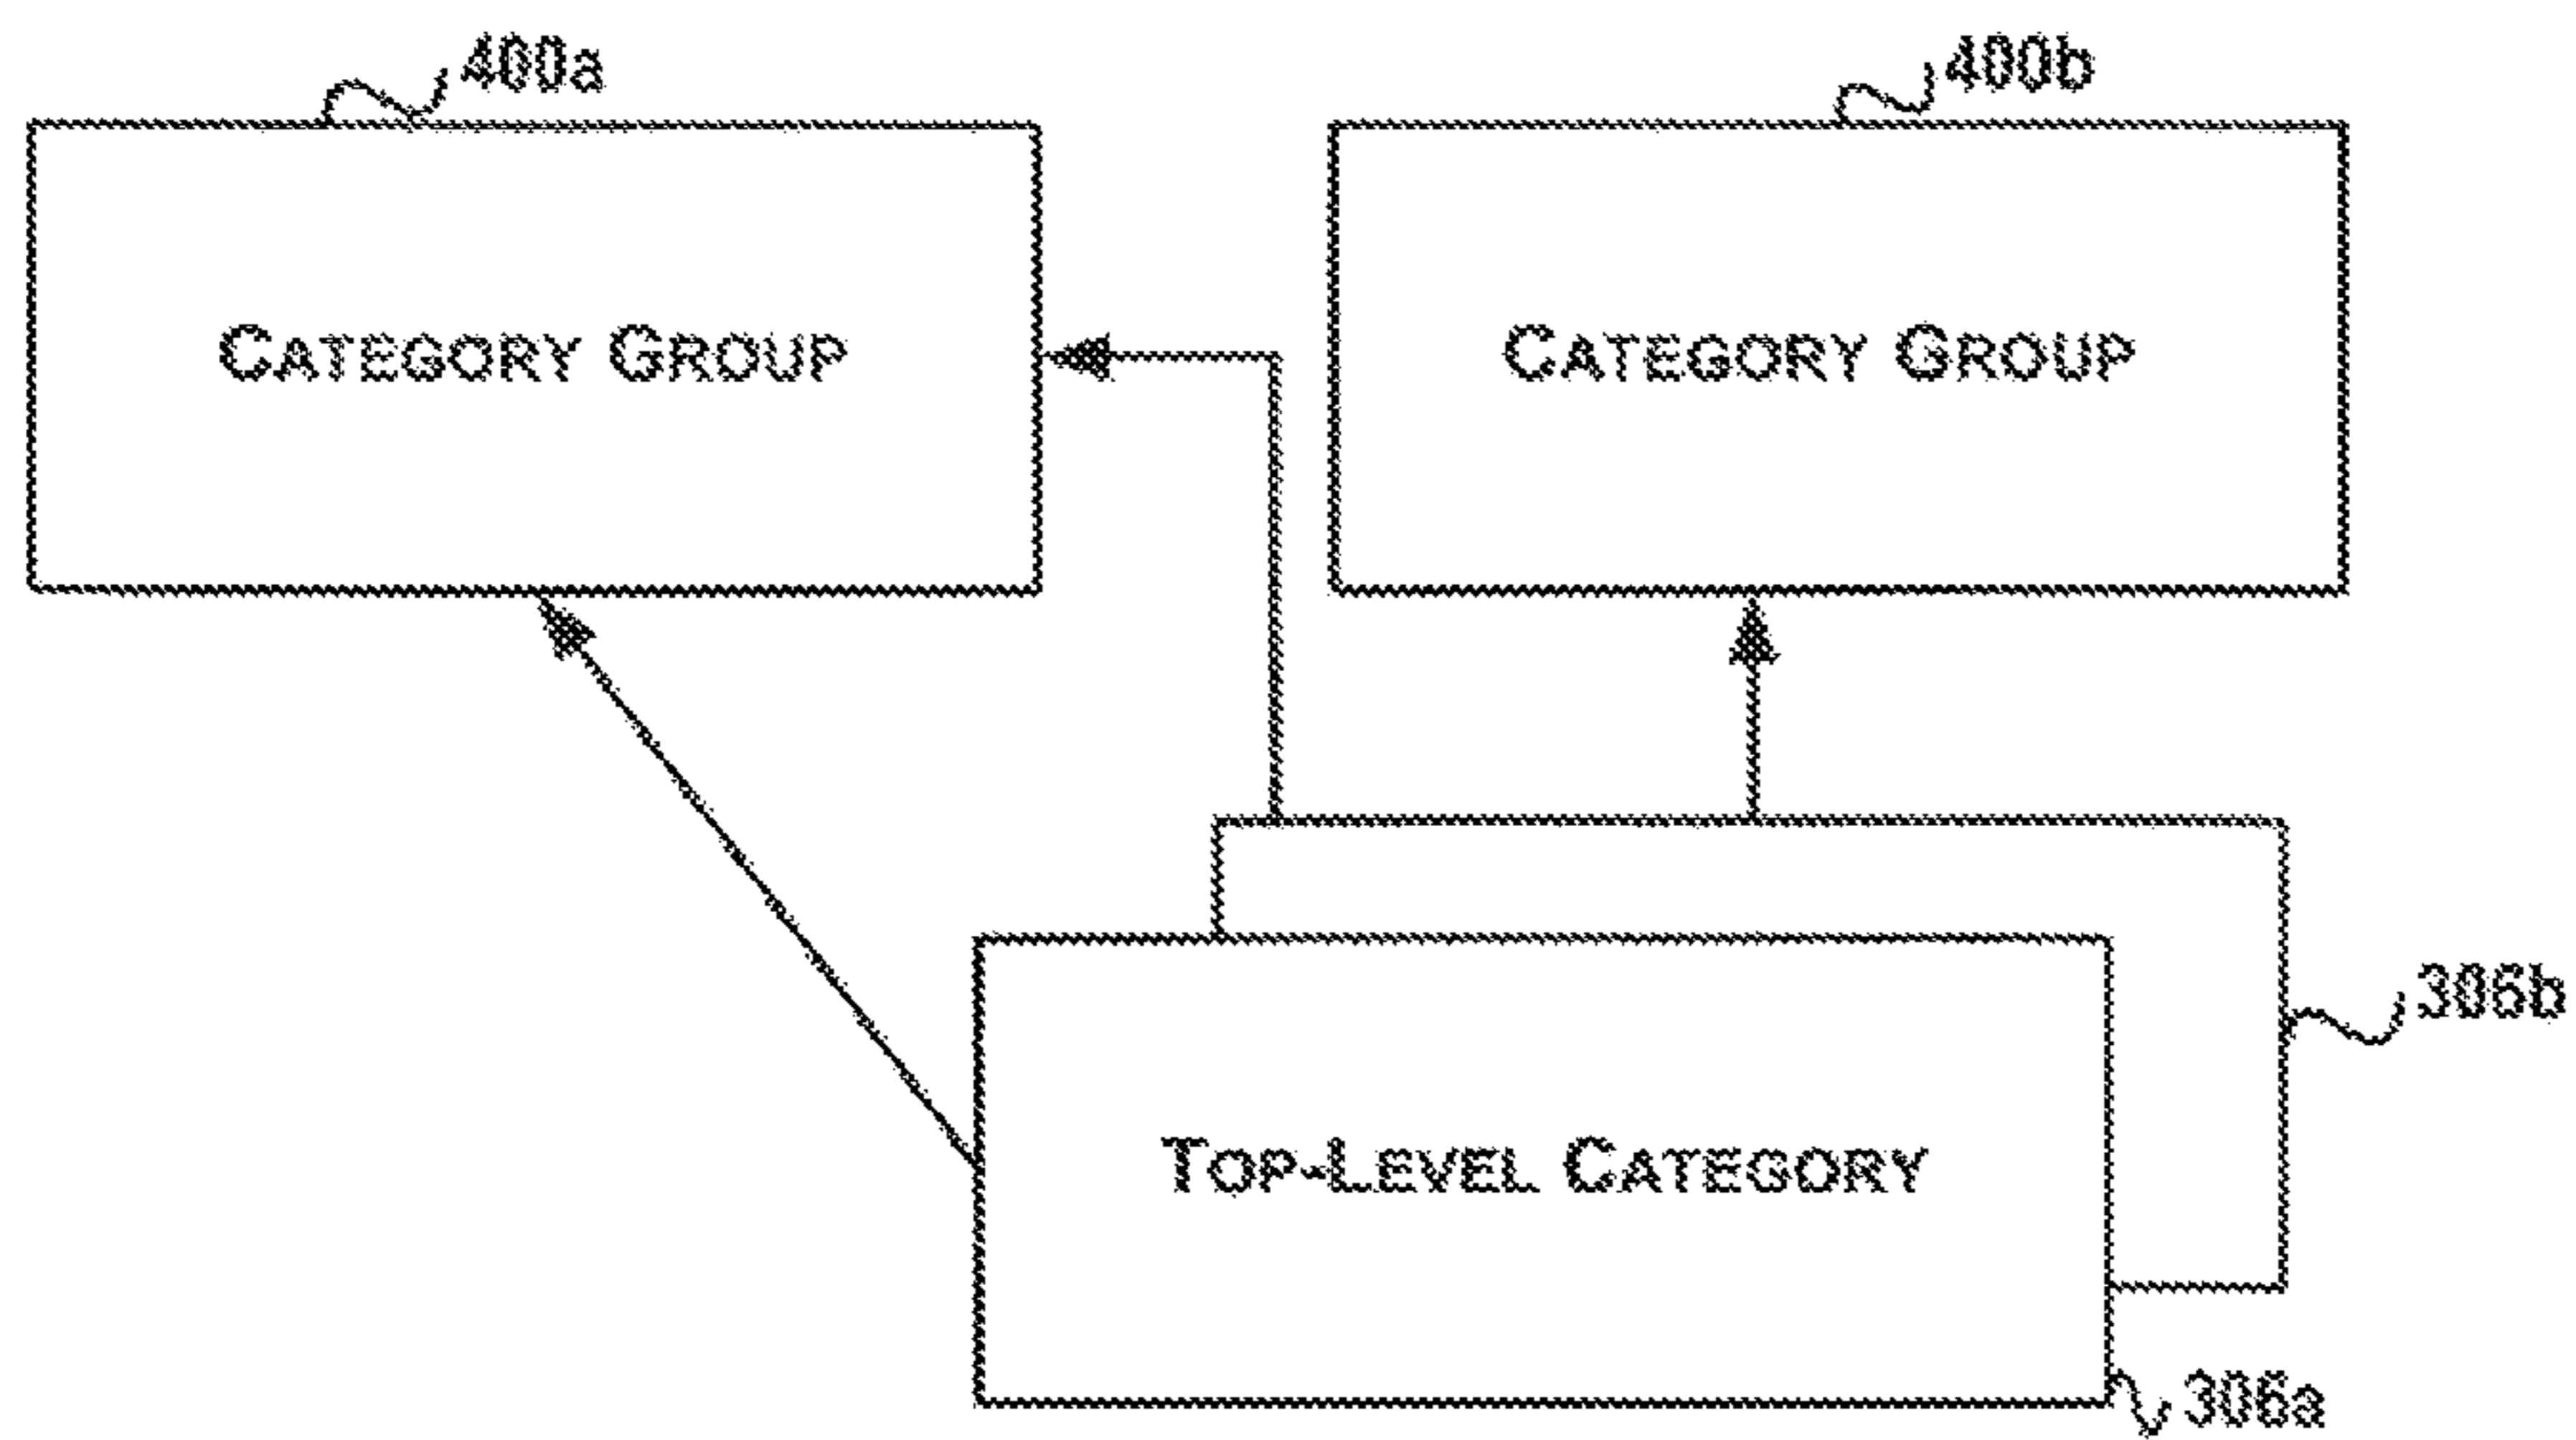 400a
400b
CATEGORY GROUP
CATEGORY GROUP
306b
TOP-LEVEL CATEGORY
306a